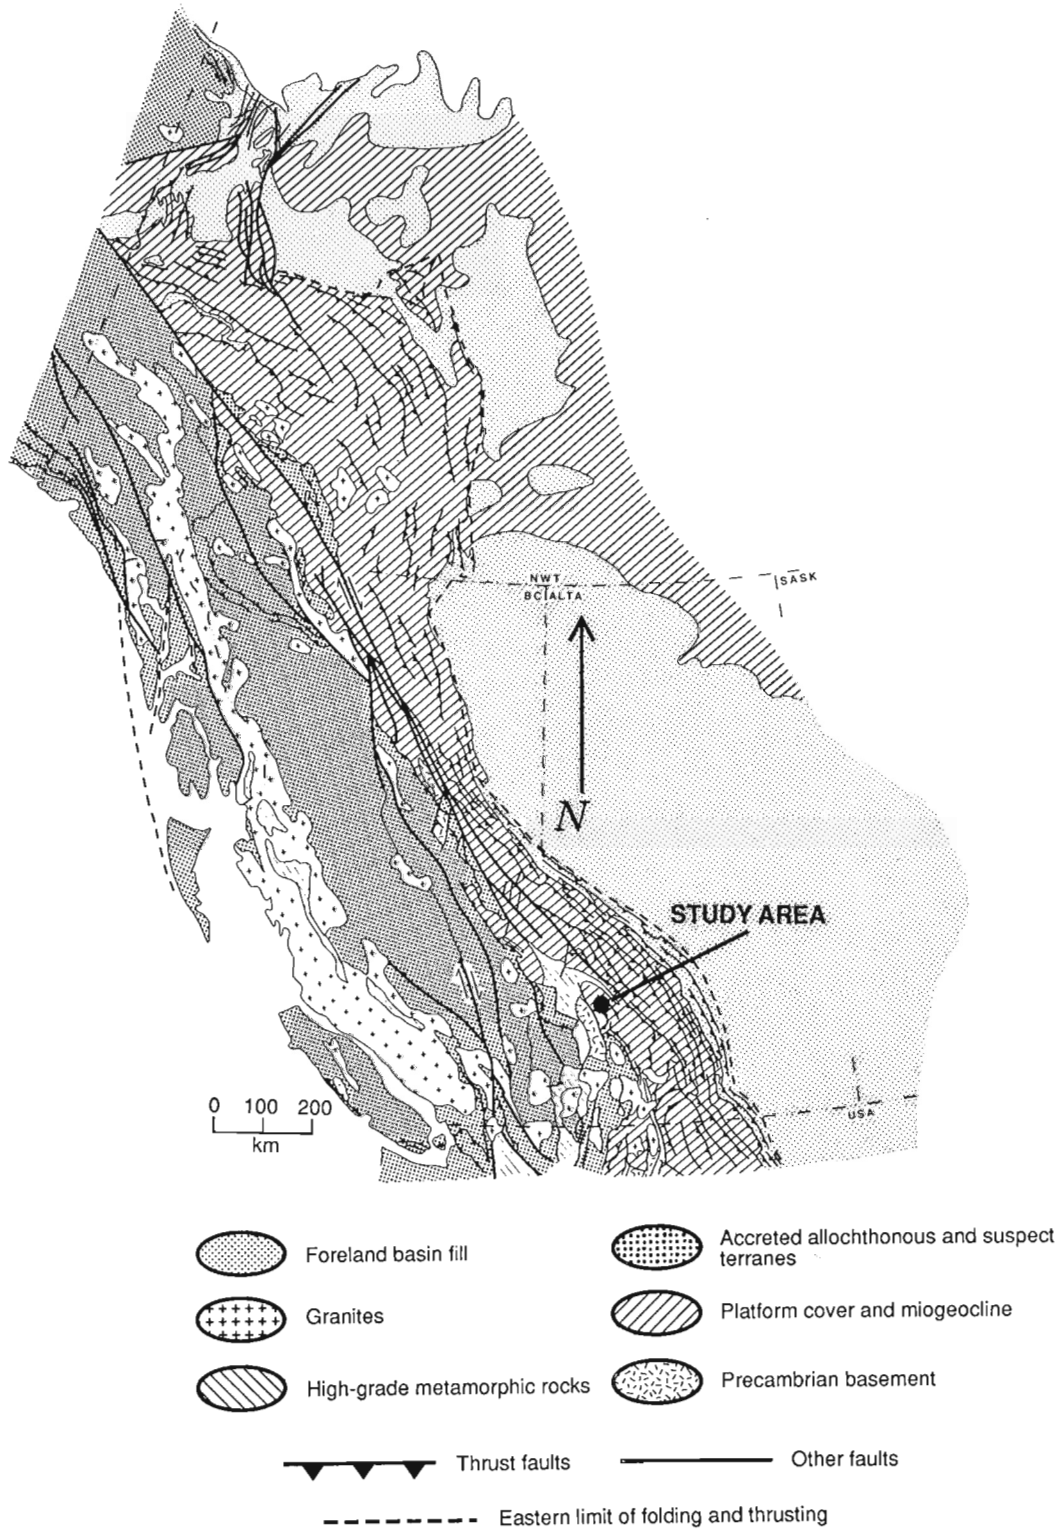 NWT
SASK
BC ALTA
N
STUDY AREA
0 100 200
km
USA
Foreland basin fill
Accreted allochthonous and suspect
terranes
Granites
Platform cover and miogeocline
High-grade metamorphic rocks
Precambrian basement
Thrust faults
Other faults
Eastern limit of folding and thrusting